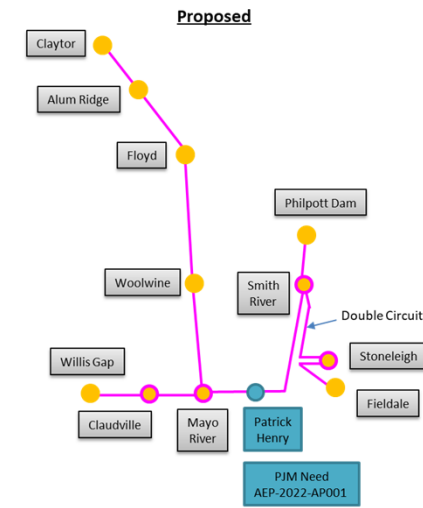 Proposed
Claytor
Alum Ridge
Floyd
Philpott Dam
Woolwine
Smith
River
Double Circuit
Stoneleigh
Willis Gap
Fieldale
Claudville
Mayo
River
Patrick
Henry
PJM Need
AEP-2022-AP001